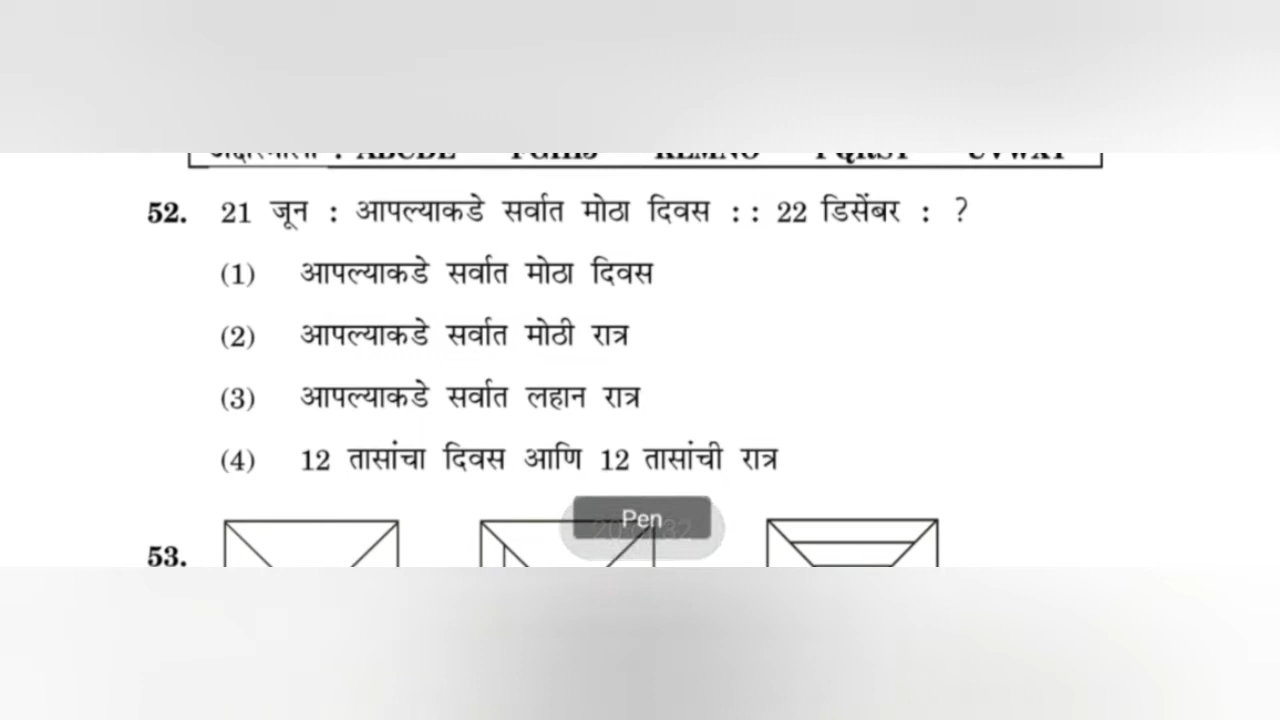 52. 21 जून : आपल्याकडे सर्वात मोठा दिवस : : 22 डिसेंबर : ?
(1) आपल्याकडे सर्वात मोठा दिवस
(2) आपल्याकडे सर्वात मोठी रात्र
(3) आपल्याकडे सर्वात लहान रात्र
(4) 12 तासांचा दिवस आणि 12 तासांची रात्र
Pen
53.